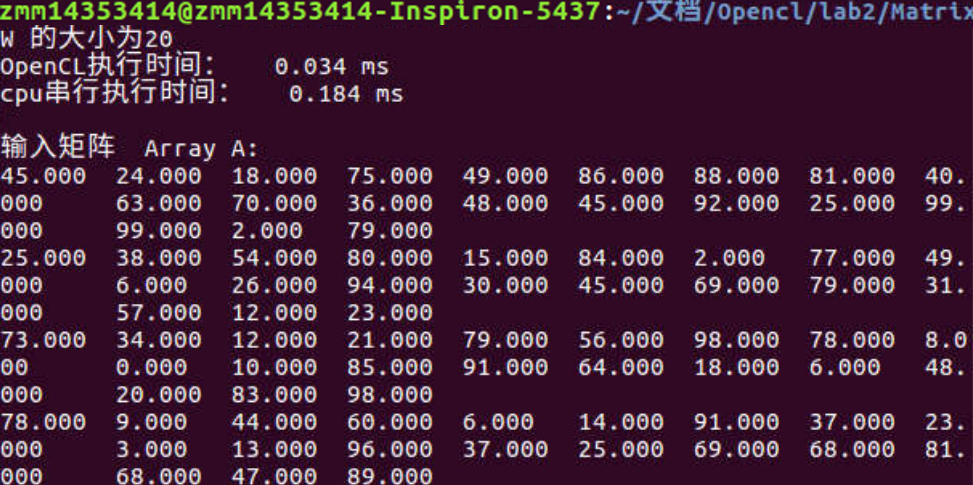 zmm14353414@zmm14353414-Inspiron-5437:~/文档/Opencl/lab2/Matrix
W 的大小为20
OpenCL执行时间： 0.034 ms
cpu串行执行时间： 0.184 ms
输入矩阵 Array A:
45.000 24.000 18.000 75.000 49.000 86.000 88.000 81.000 40.
000 63.000 70.000 36.000 48.000 45.000 92.000 25.000 99.
000 99.000 2.000 79.000
25.000 38.000 54.000 80.000 15.000 84.000 2.000 77.000 49.
000 6.000 26.000 94.000 30.000 45.000 69.000 79.000 31.
000 57.000 12.000 23.000
73.000 34.000 12.000 21.000 79.000 56.000 98.000 78.000 8.0
00 0.000 10.000 85.000 91.000 64.000 18.000 6.000 48.
000 20.000 83.000 98.000
78.000 9.000 44.000 60.000 6.000 14.000 91.000 37.000 23.
000 3.000 13.000 96.000 37.000 25.000 69.000 68.000 81.
000 68.000 47.000 89.000